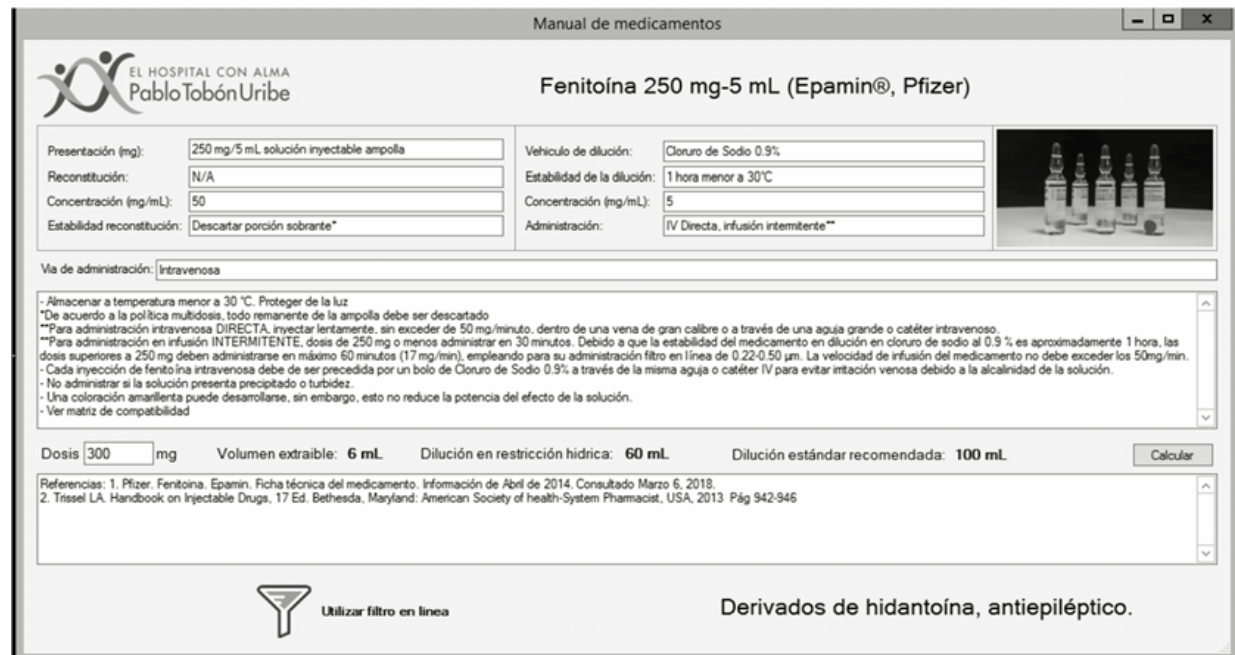 Manual de medicamentos
EL HOSPITAL CON ALMA
Pablo Tobón Uribe
Fenitoína 250 mg-5 mL (Epamin®, Pfizer)
Presentación (mg): 250 mg/5 mL solución inyectable ampolla
Reconstitución: N/A
Concentración (mg/mL): 50
Estabilidad reconstitución: Descartar porción sobrante*
Vehiculo de dilución: Cloruro de Sodio 0.9%
Estabilidad de la dilución: 1 hora menor a 30°C
Concentración (mg/mL): 5
Administración: IV Directa, infusión intermitente**
Via de administración: Intravenosa
- Almacenar a temperatura menor a 30 °C. Proteger de la luz
*De acuerdo a la política multidosis, todo remanente de la ampolla debe ser descartado
**Para administración intravenosa DIRECTA, inyectar lentamente, sin exceder de 50 mg/minuto, dentro de una vena de gran calibre o a través de una aguja grande o catéter intravenoso.
**Para administración en infusión INTERMITENTE, dosis de 250 mg o menos administrar en 30 minutos. Debido a que la estabilidad del medicamento en dilución en cloruro de sodio al 0.9 % es aproximadamente 1 hora, las
dosis superiores a 250 mg deben administrarse en máximo 60 minutos (17 mg/min), empleando para su administración filtro en línea de 0.22-0.50 µm. La velocidad de infusión del medicamento no debe exceder los 50mg/min.
- Cada inyección de fenitoína intravenosa debe de ser precedida por un bolo de Cloruro de Sodio 0.9% a través de la misma aguja o catéter IV para evitar irritación venosa debido a la alcalinidad de la solución.
- No administrar si la solución presenta precipitado o turbidez.
- Una coloración amarillenta puede desarrollarse, sin embargo, esto no reduce la potencia del efecto de la solución.
- Ver matriz de compatibilidad
Dosis 300 mg Volumen extraible: 6 mL Dilución en restricción hidrica: 60 mL Dilución estándar recomendada: 100 mL Calcular
Referencias: 1. Pfizer. Fenitoina. Epamin. Ficha técnica del medicamento. Información de Abril de 2014. Consultado Marzo 6, 2018.
2. Trissel LA. Handbook on Injectable Drugs, 17 Ed. Bethesda, Maryland: American Society of health-System Pharmacist, USA, 2013 Pág 942-946
Utilizar filtro en linea
Derivados de hidantoína, antiepiléptico.